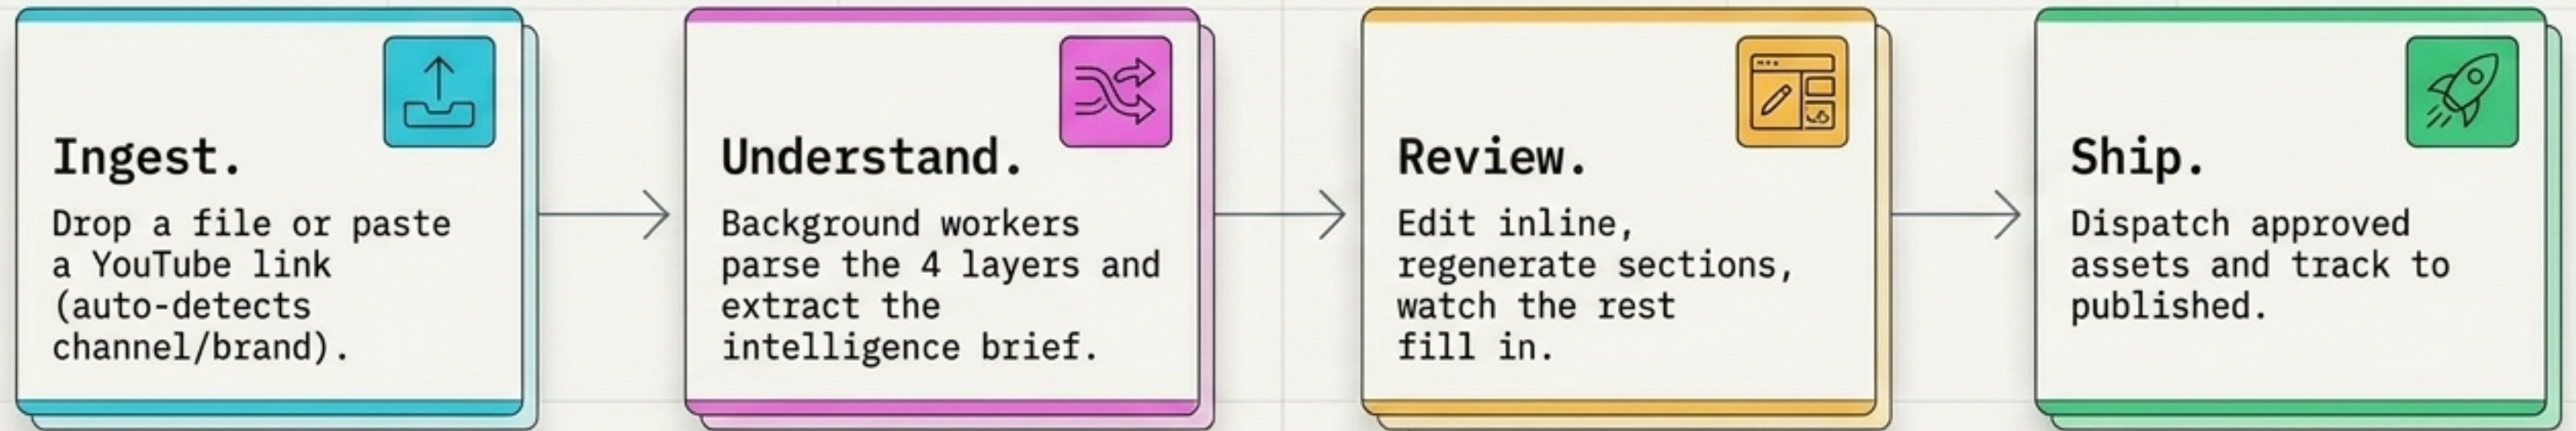 Ingest.
Drop a file or paste
a YouTube link
(auto-detects
channel/brand).
Understand.
Background workers
parse the 4 layers and
extract the
intelligence brief.
Review.
Edit inline,
regenerate sections,
watch the rest
fill in.
Ship.
Dispatch approved
assets and track to
published.